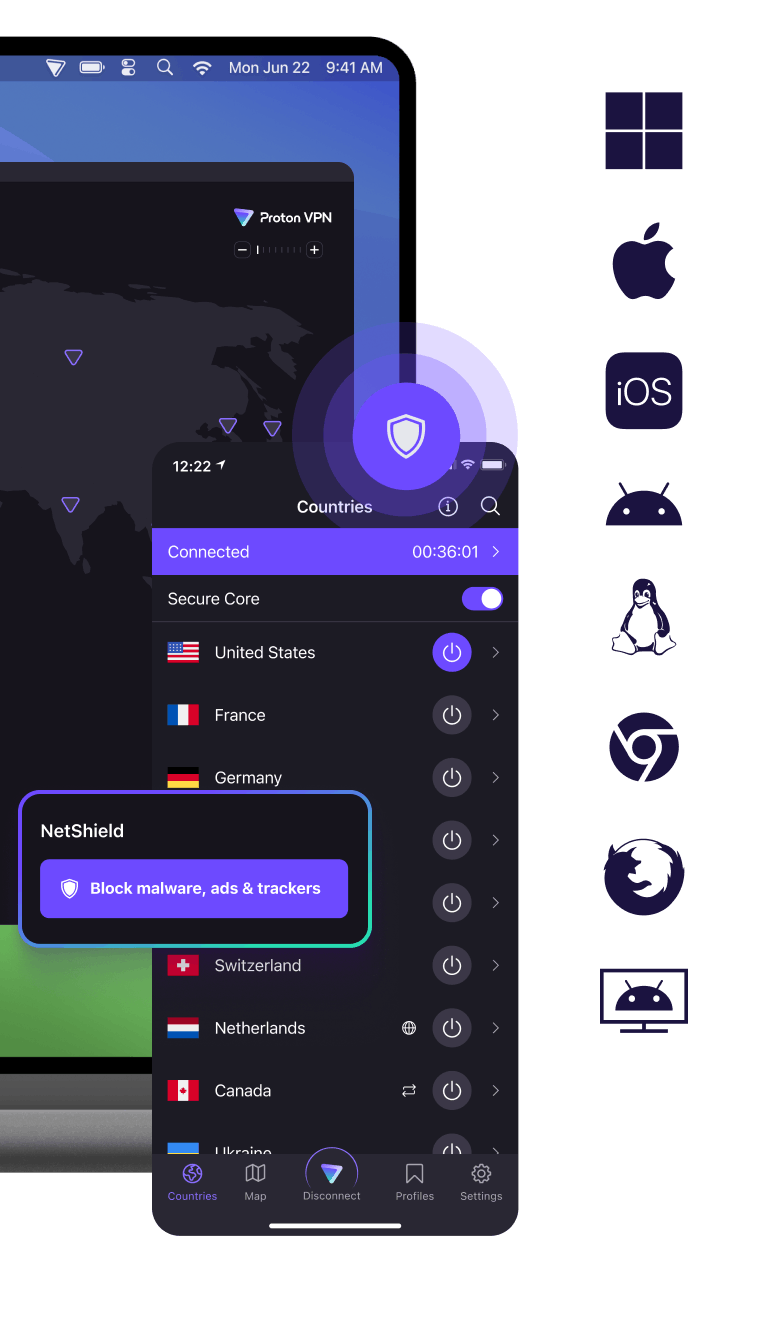 Mon Jun 22 9:41 AM
Proton VPN
iOS
12:22
Countries
Connected 00:36:01
Secure Core
United States
France
Germany
NetShield
Block malware, ads & trackers
Switzerland
Netherlands
Canada
Ukraine
Countries Map Disconnect Profiles Settings